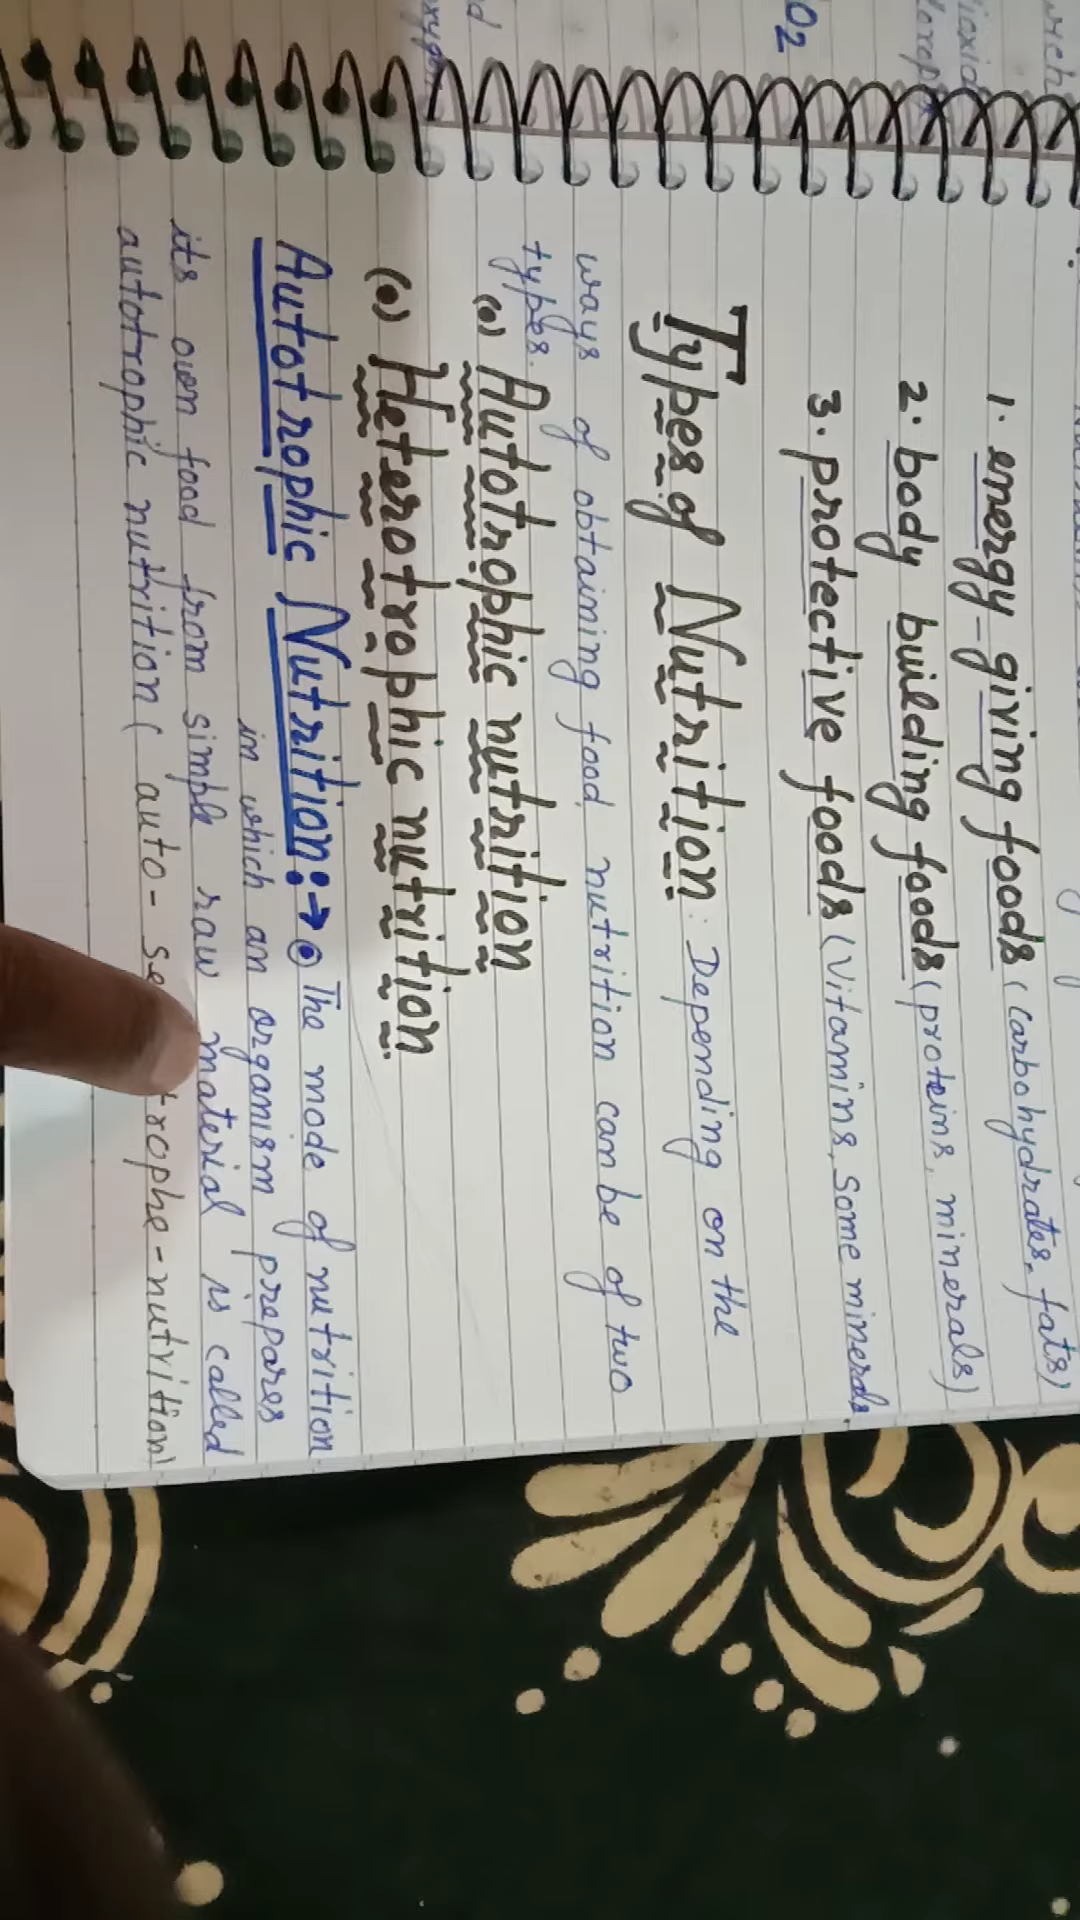 1. energy-giving foods (carbohydrates, fats)
2. body building foods (proteins, minerals)
3. protective foods (Vitamins, Some minerals.
Types of Nutrition: Depending on the
ways of obtaining food, nutrition can be of two
types.
(•) Autotrophic nutrition
(•) Heterotrophic nutrition
Autotrophic Nutrition:→ The mode of nutrition
in which an organism prepares
its own food from simple raw material is called
autotrophic nutrition (auto- trophe-nutrition)
O2